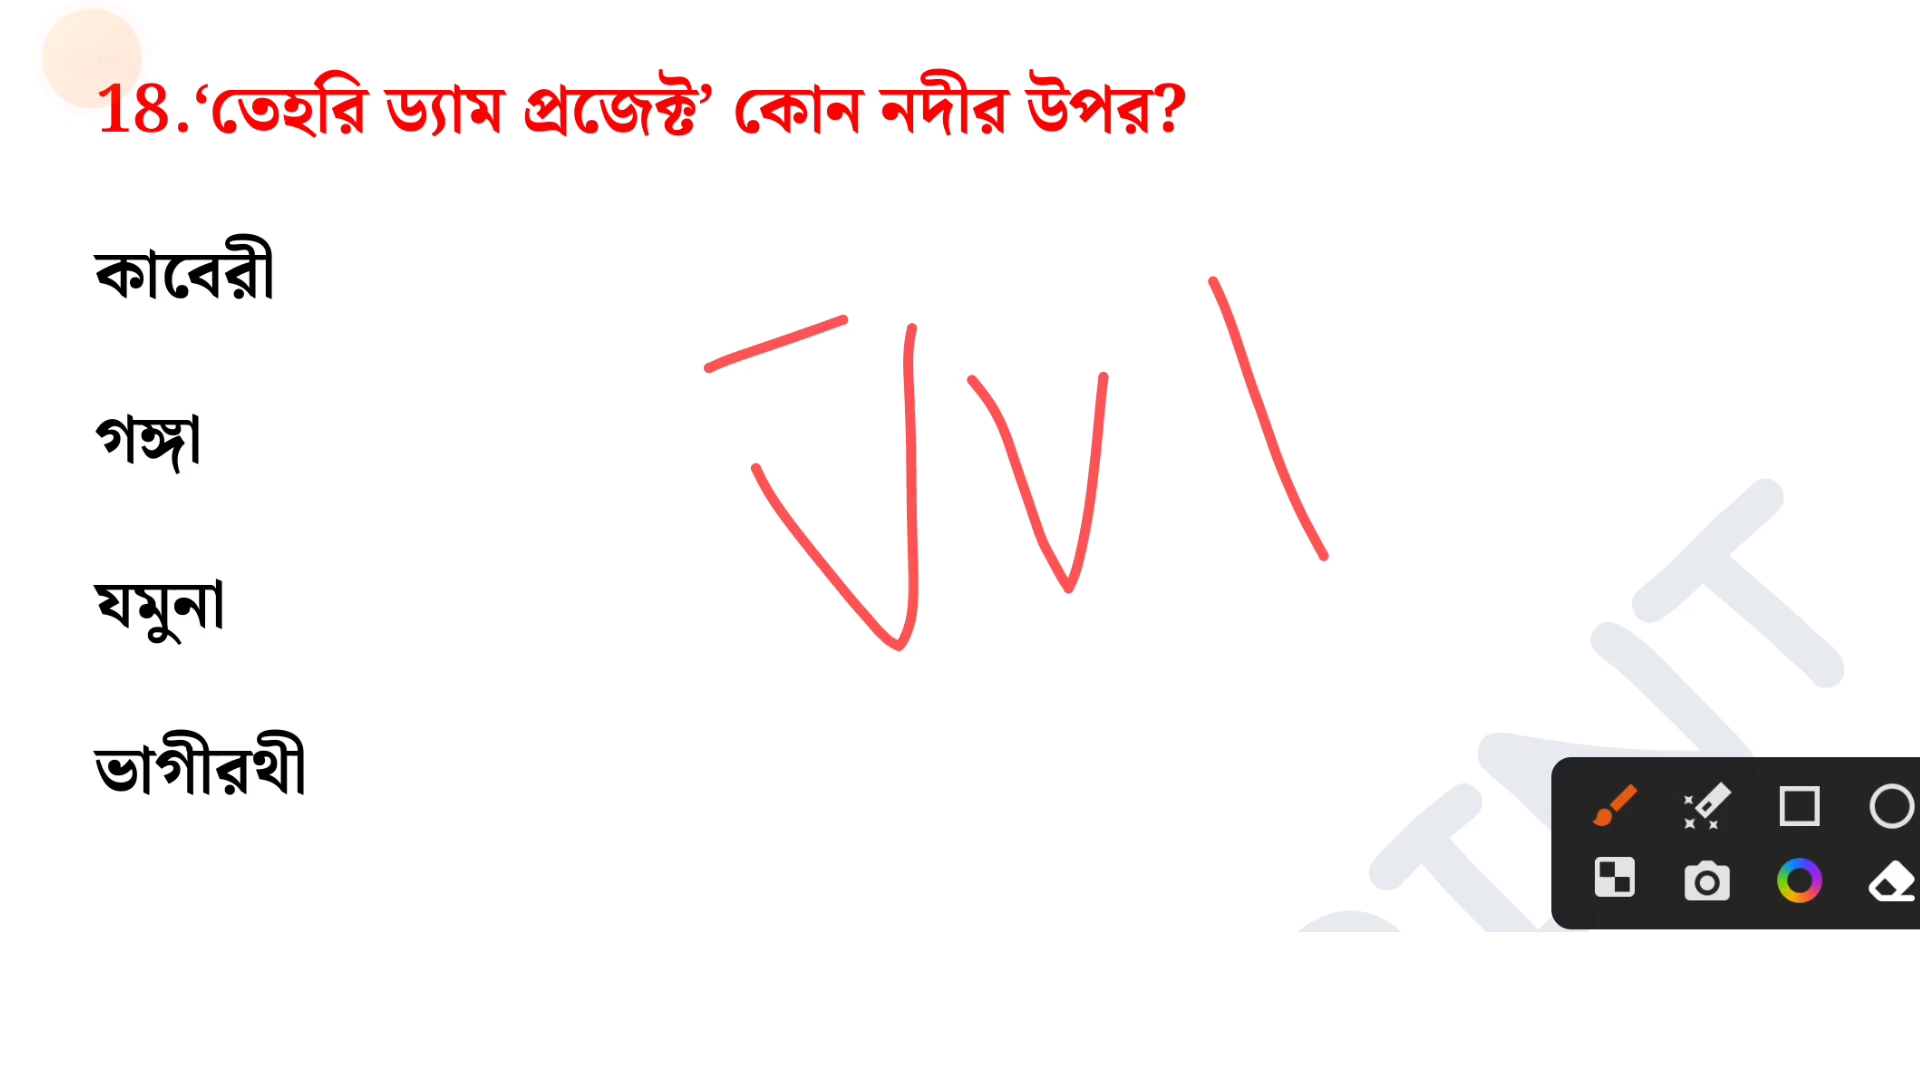 18.‘তেহরি ড্যাম প্রজেক্ট’ কোন নদীর উপর?
কাবেরী
গঙ্গা
যমুনা
ভাগীরথী